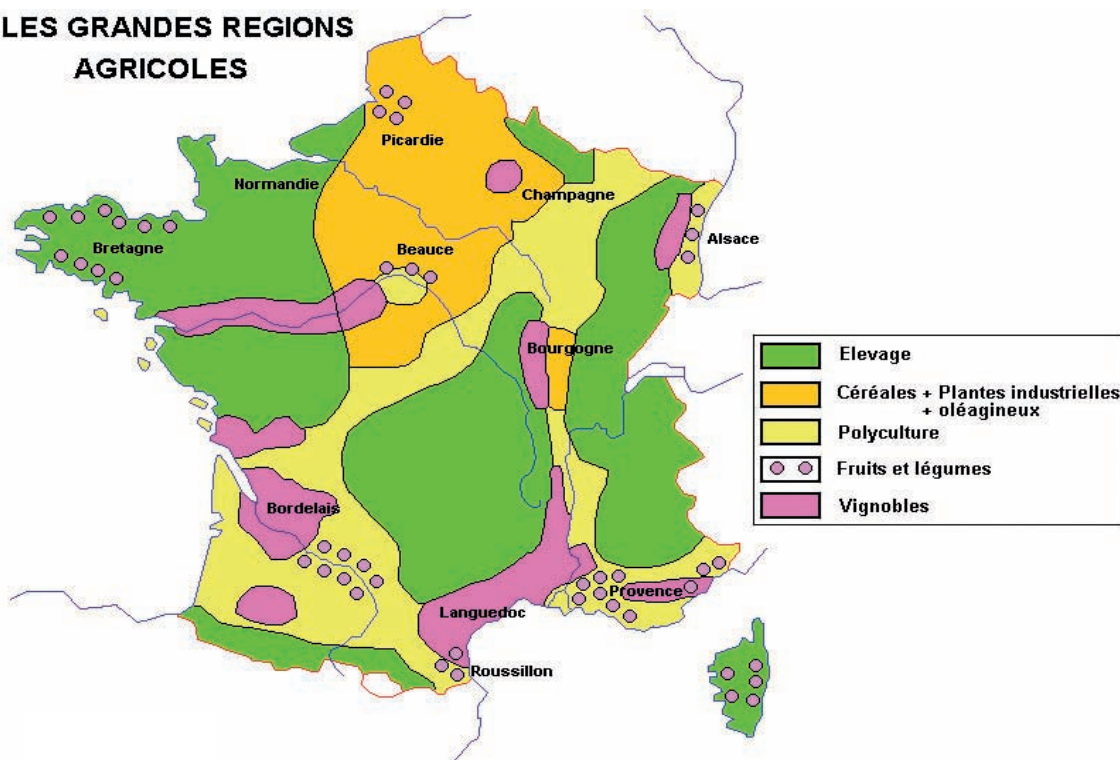 LES GRANDES REGIONS
AGRICOLES
Picardie
Normandie
Champagne
Bretagne
Beauce
Alsace
Bourgogne
Bordelais
Provence
Languedoc
Roussillon
Elevage
Céréales + Plantes industrielles
+ oléagineux
Polyculture
Fruits et légumes
Vignobles